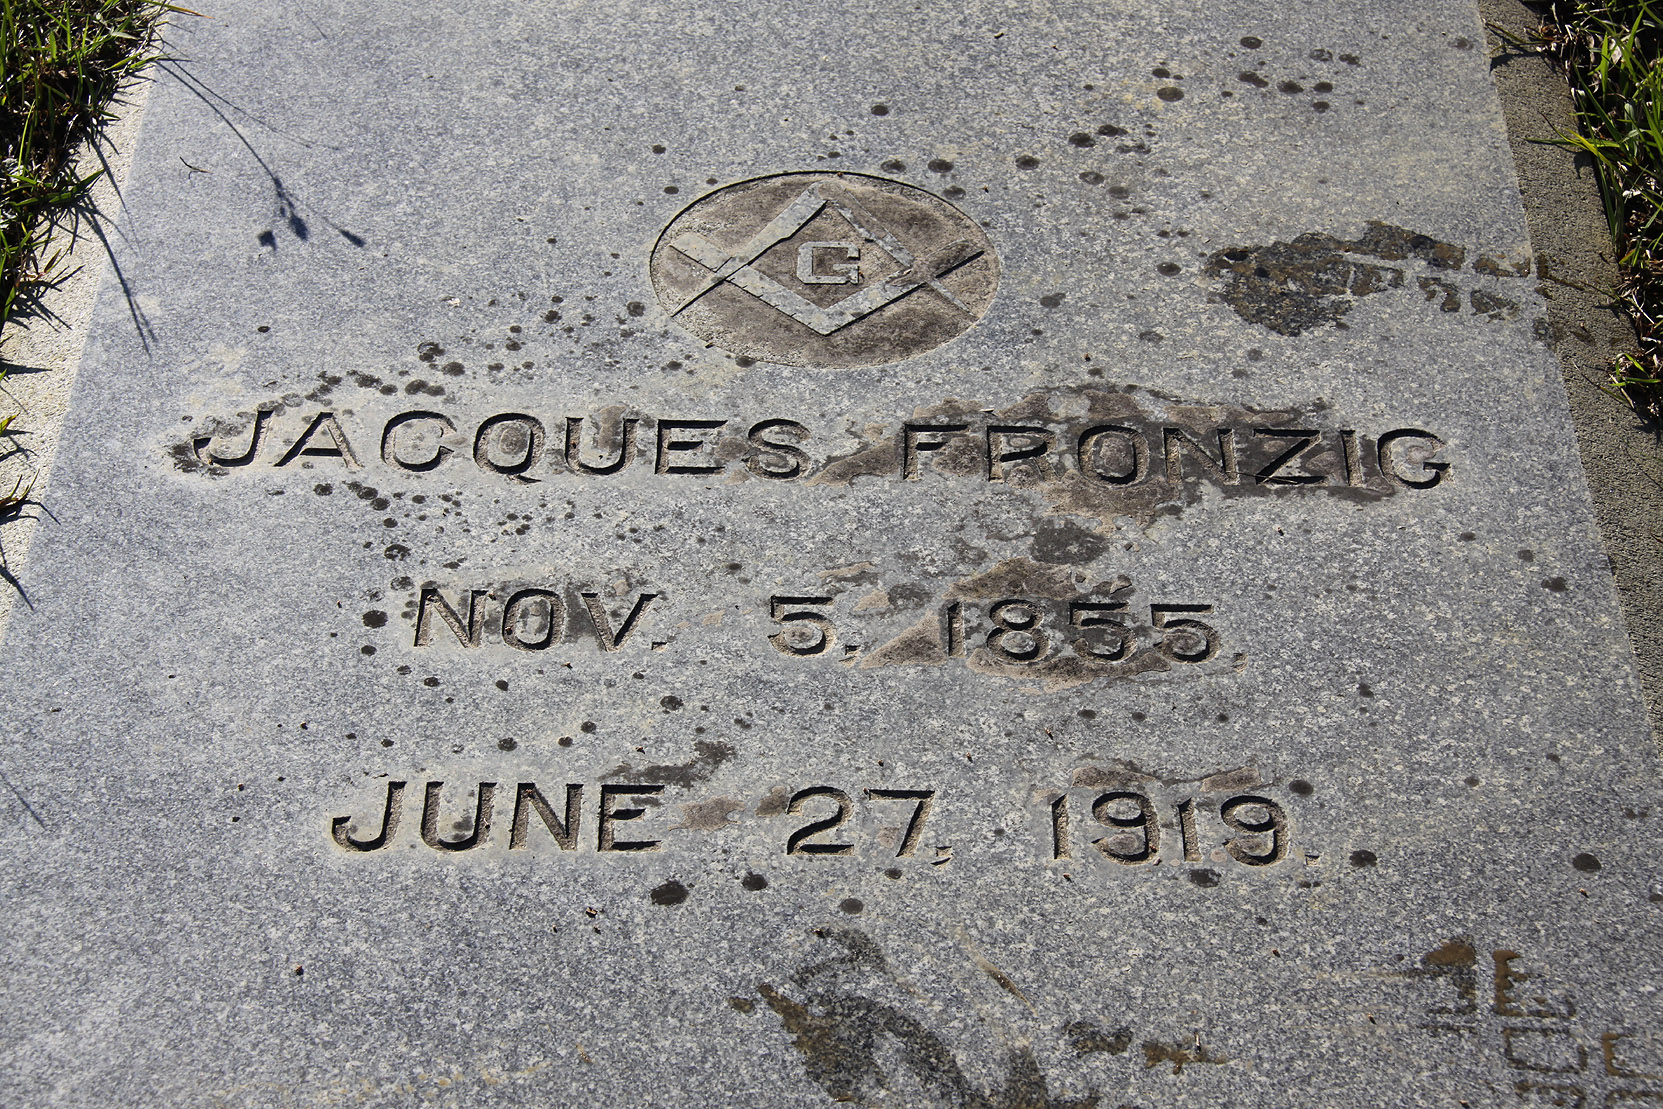 G
JACQUES FRONZIG
NOV. 5, 1855,
JUNE 27, 1919.